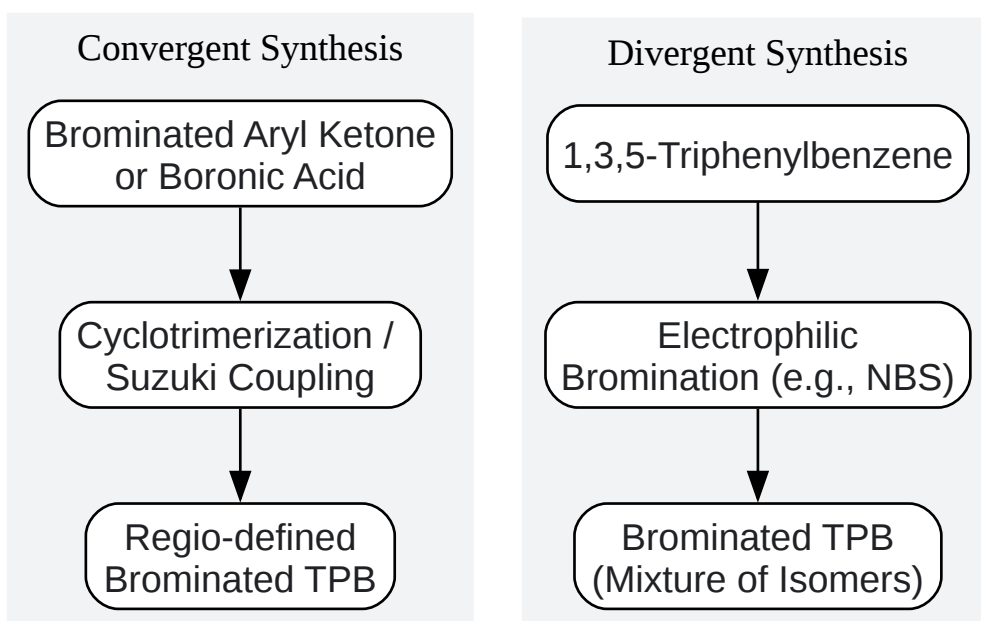 Convergent Synthesis
Brominated Aryl Ketone
or Boronic Acid
Cyclotrimerization /
Suzuki Coupling
Regio-defined
Brominated TPB
Divergent Synthesis
1,3,5-Triphenylbenzene
Electrophilic
Bromination (e.g., NBS)
Brominated TPB
(Mixture of Isomers)